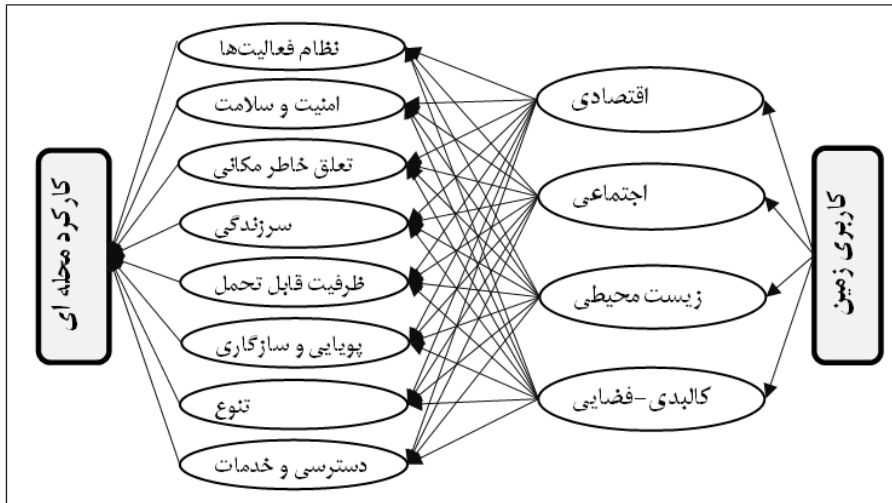 کاربری زمین
اقتصادی
اجتماعی
زیست محیطی
کالبدی-فضایی
نظام فعالیت‌ها
امنیت و سلامت
تعلق خاطر مکانی
سرزندگی
ظرفیت قابل تحمل
پویایی و سازگاری
تنوع
دسترسی و خدمات
کارکرد محله ای